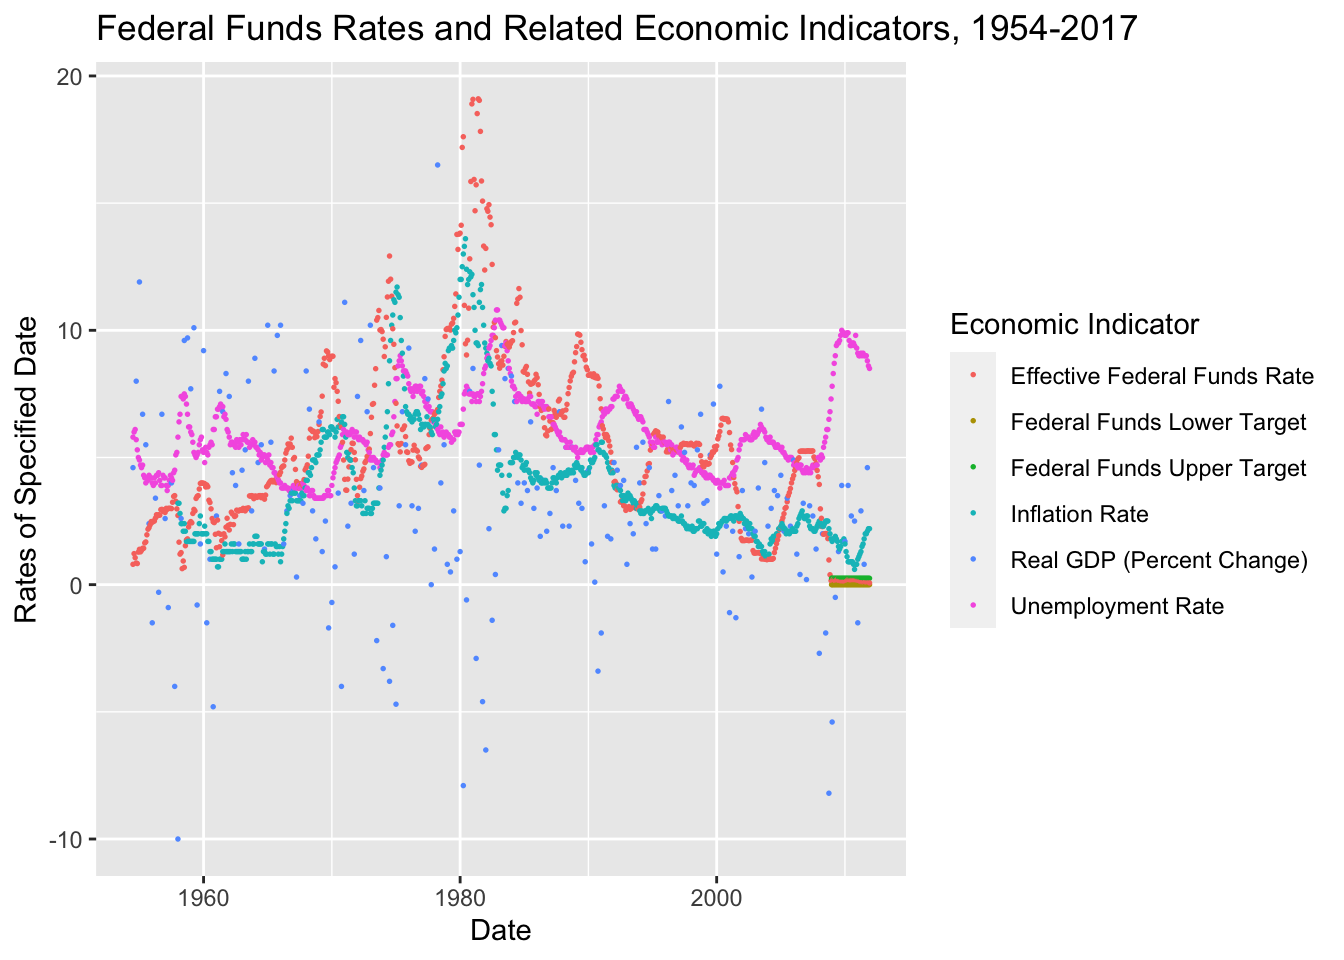 Federal Funds Rates and Related Economic Indicators, 1954-2017
20
10
0
-10
Rates of Specified Date
1960
1980
2000
Date
Economic Indicator
Effective Federal Funds Rate
Federal Funds Lower Target
Federal Funds Upper Target
Inflation Rate
Real GDP (Percent Change)
Unemployment Rate